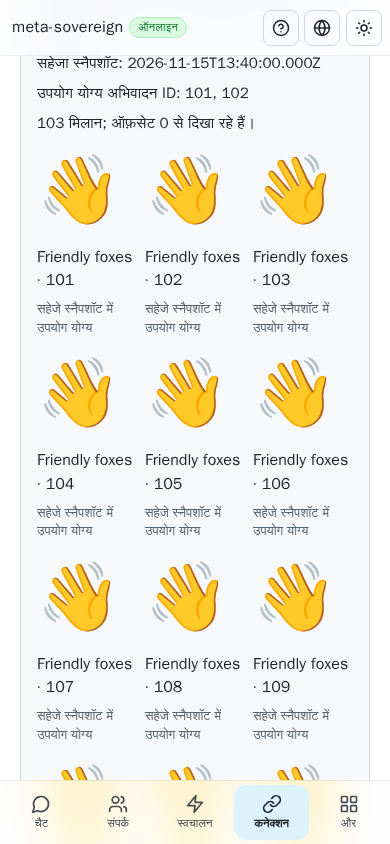 meta-sovereign ऑनलाइन
सहेजा स्नैपशॉट: 2026-11-15T13:40:00.000Z
उपयोग योग्य अभिवादन ID: 101, 102
103 मिलान; ऑफ़सेट 0 से दिखा रहे हैं।
Friendly foxes Friendly foxes Friendly foxes
· 101 · 102 · 103
सहेजे स्नैपशॉट में सहेजे स्नैपशॉट में सहेजे स्नैपशॉट में
उपयोग योग्य उपयोग योग्य उपयोग योग्य
Friendly foxes Friendly foxes Friendly foxes
· 104 · 105 · 106
सहेजे स्नैपशॉट में सहेजे स्नैपशॉट में सहेजे स्नैपशॉट में
उपयोग योग्य उपयोग योग्य उपयोग योग्य
Friendly foxes Friendly foxes Friendly foxes
· 107 · 108 · 109
सहेजे स्नैपशॉट में सहेजे स्नैपशॉट में सहेजे स्नैपशॉट में
उपयोग योग्य उपयोग योग्य उपयोग योग्य
चैट संपर्क स्वचालन कनेक्शन और